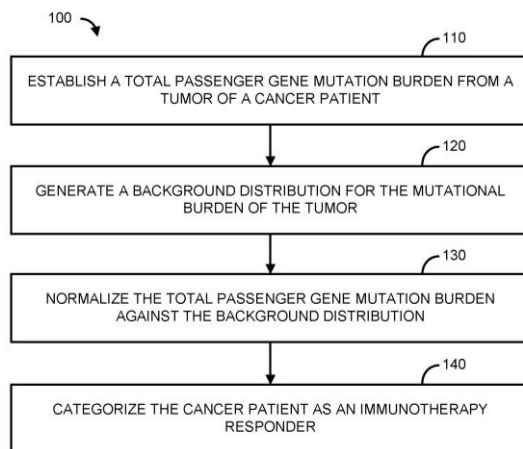 100
110
ESTABLISH A TOTAL PASSENGER GENE MUTATION BURDEN FROM A
TUMOR OF A CANCER PATIENT
120
GENERATE A BACKGROUND DISTRIBUTION FOR THE MUTATIONAL
BURDEN OF THE TUMOR
130
NORMALIZE THE TOTAL PASSENGER GENE MUTATION BURDEN
AGAINST THE BACKGROUND DISTRIBUTION
140
CATEGORIZE THE CANCER PATIENT AS AN IMMUNOTHERAPY
RESPONDER